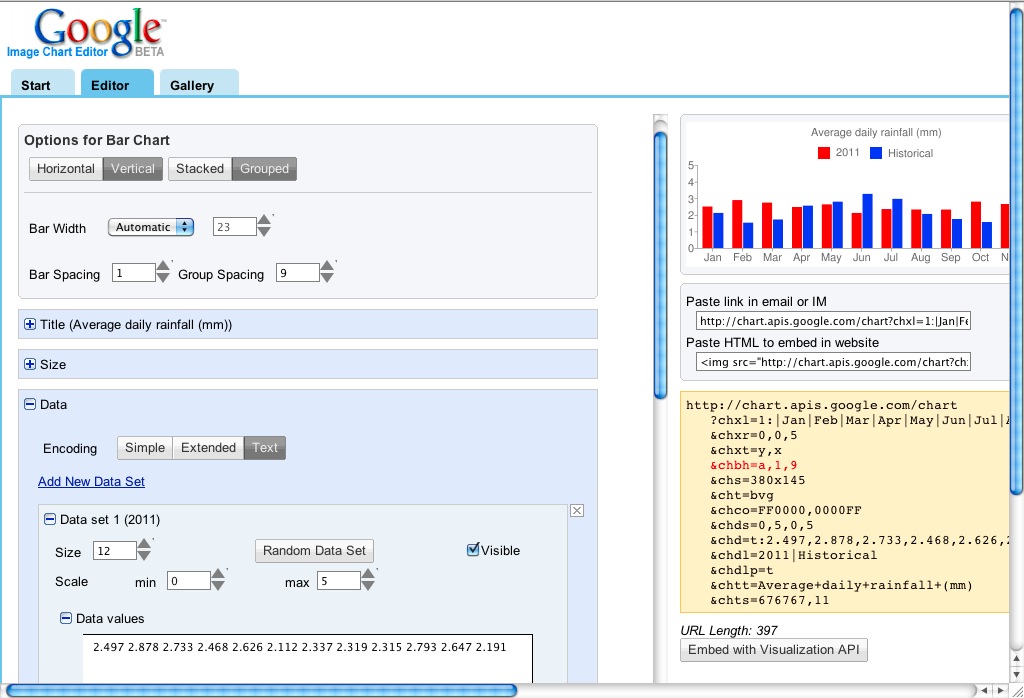 Google
Image Chart Editor BETA
Start Editor Gallery
Options for Bar Chart
Horizontal Vertical Stacked Grouped
Bar Width Automatic 23
Bar Spacing 1 Group Spacing 9
Title (Average daily rainfall (mm))
Size
Data
Encoding Simple Extended Text
Add New Data Set
Data set 1 (2011)
Size 12 Random Data Set Visible
Scale min 0 max 5
Data values
2.497 2.878 2.733 2.468 2.626 2.112 2.337 2.319 2.315 2.793 2.647 2.191
Average daily rainfall (mm)
2011 Historical
5
4
3
2
1
0
Jan Feb Mar Apr May Jun Jul Aug Sep Oct N
Paste link in email or IM
http://chart.apis.google.com/chart?chxl=1:|Jan|Fe
Paste HTML to embed in website
<img src="http://chart.apis.google.com/chart?ch
http://chart.apis.google.com/chart
?chxl=1:|Jan|Feb|Mar|Apr|May|Jun|Jul|
&chxr=0,0,5
&chxt=y,x
&chbh=a,1,9
&chs=380x145
&cht=bvg
&chco=FF0000,0000FF
&chds=0,5,0,5
&chd=t:2.497,2.878,2.733,2.468,2.626,
&chdl=2011|Historical
&chdlp=t
&chtt=Average+daily+rainfall+(mm)
&chts=676767,11
URL Length: 397
Embed with Visualization API